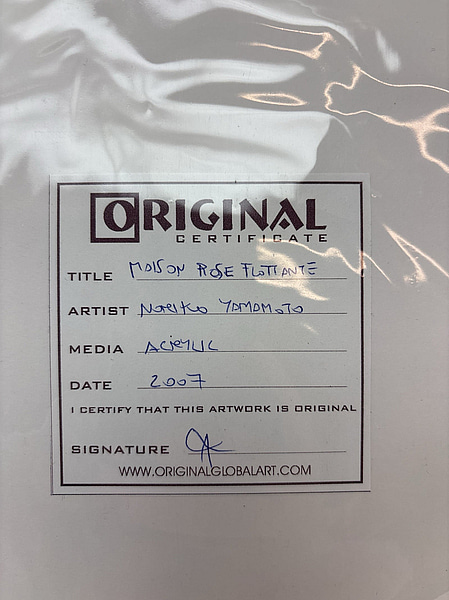 ORIGINAL
CERTIFICATE
TITLE MAISON ROSE FLOTTANTE
ARTIST NORIKO YAMAMOTO
MEDIA ACRYLIC
DATE 2007
I CERTIFY THAT THIS ARTWORK IS ORIGINAL
SIGNATURE
WWW.ORIGINALGLOBALART.COM